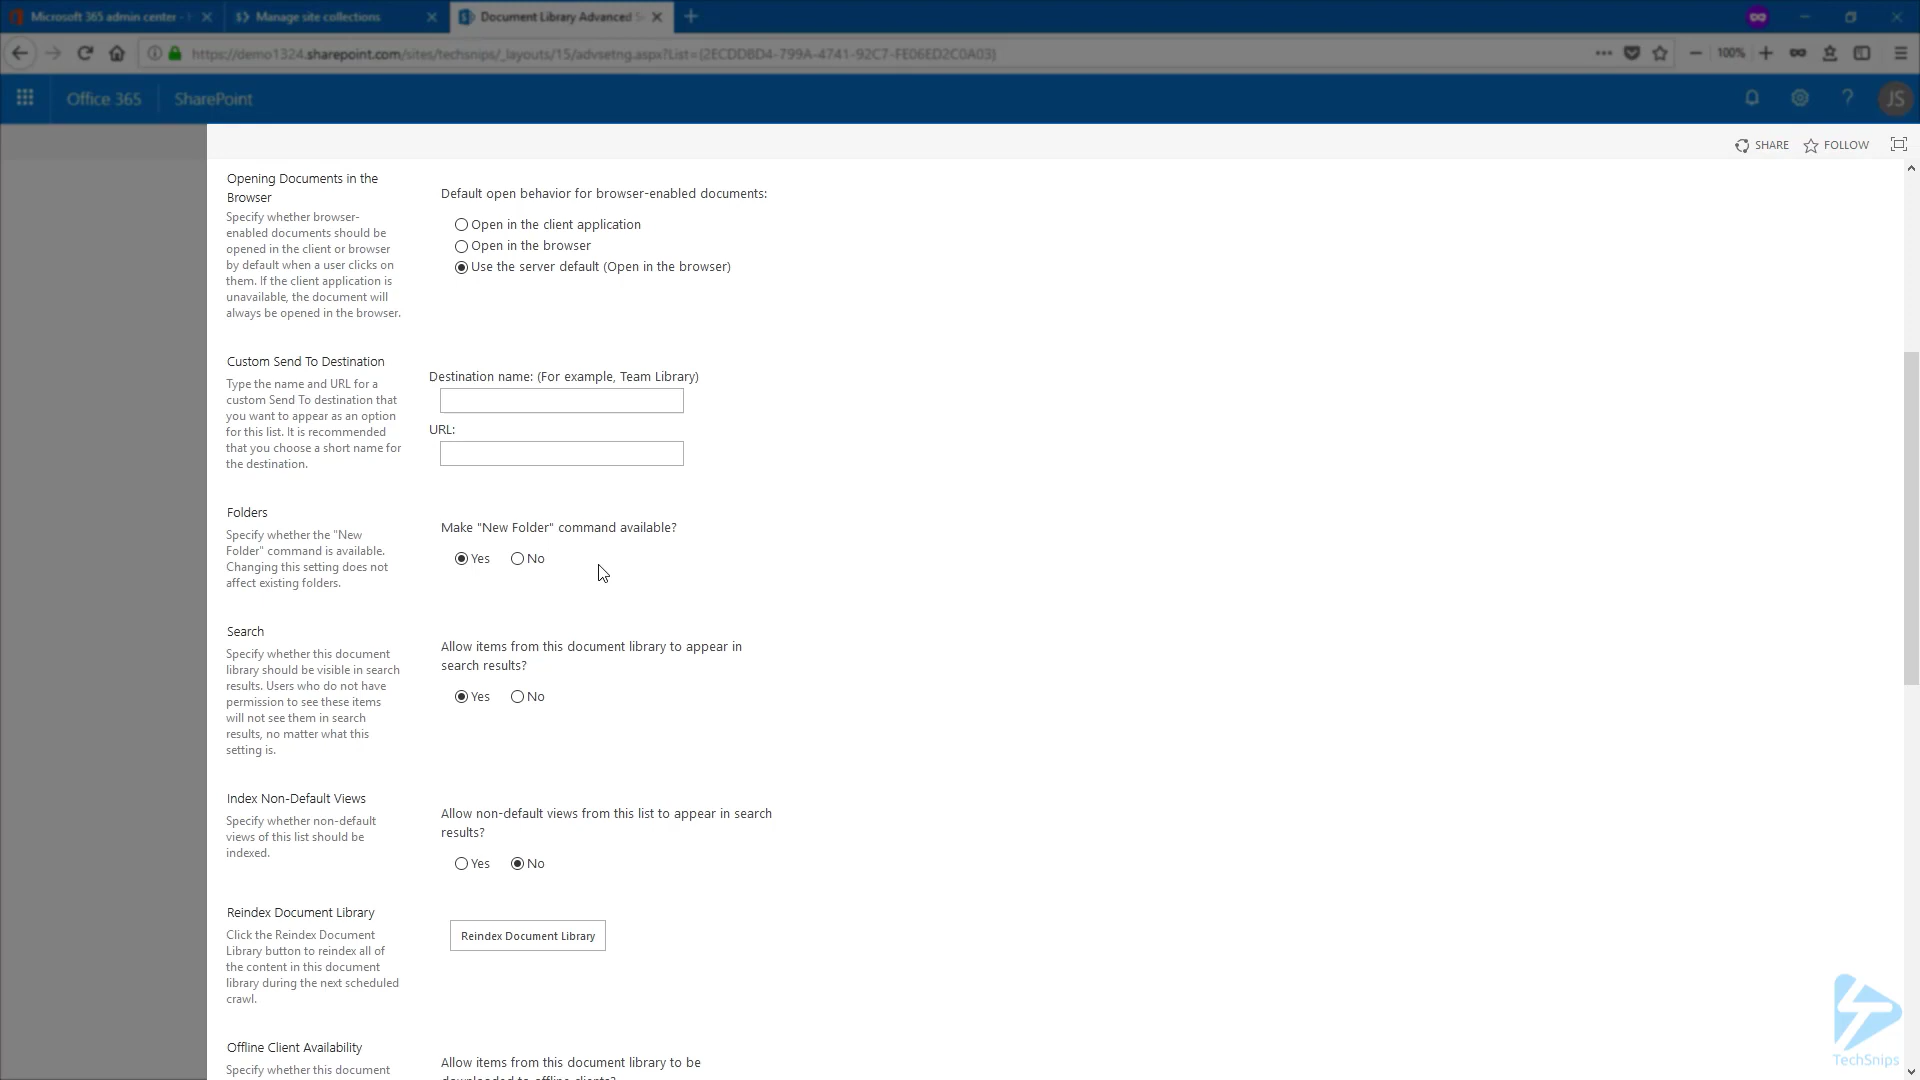 Microsoft 365 admin center -
Manage site collections
Document Library Advanced S
https://demo1324.sharepoint.com/sites/techsnips/_layouts/15/advsetng.aspx?List={2ECDDBD4-799A-4741-92C7-FE06ED2C0A03}
100%
Office 365
SharePoint
JS
SHARE
FOLLOW
Opening Documents in the
Browser
Specify whether browser-
enabled documents should be
opened in the client or browser
by default when a user clicks on
them. If the client application is
unavailable, the document will
always be opened in the browser.
Default open behavior for browser-enabled documents:
Open in the client application
Open in the browser
Use the server default (Open in the browser)
Custom Send To Destination
Type the name and URL for a
custom Send To destination that
you want to appear as an option
for this list. It is recommended
that you choose a short name for
the destination.
Destination name: (For example, Team Library)
URL:
Folders
Specify whether the "New
Folder" command is available.
Changing this setting does not
affect existing folders.
Make "New Folder" command available?
Yes No
Search
Specify whether this document
library should be visible in search
results. Users who do not have
permission to see these items
will not see them in search
results, no matter what this
setting is.
Allow items from this document library to appear in
search results?
Yes No
Index Non-Default Views
Specify whether non-default
views of this list should be
indexed.
Allow non-default views from this list to appear in search
results?
Yes No
Reindex Document Library
Click the Reindex Document
Library button to reindex all of
the content in this document
library during the next scheduled
crawl.
Reindex Document Library
Offline Client Availability
Specify whether this document
Allow items from this document library to be
downloaded to offline clients?
TechSnips